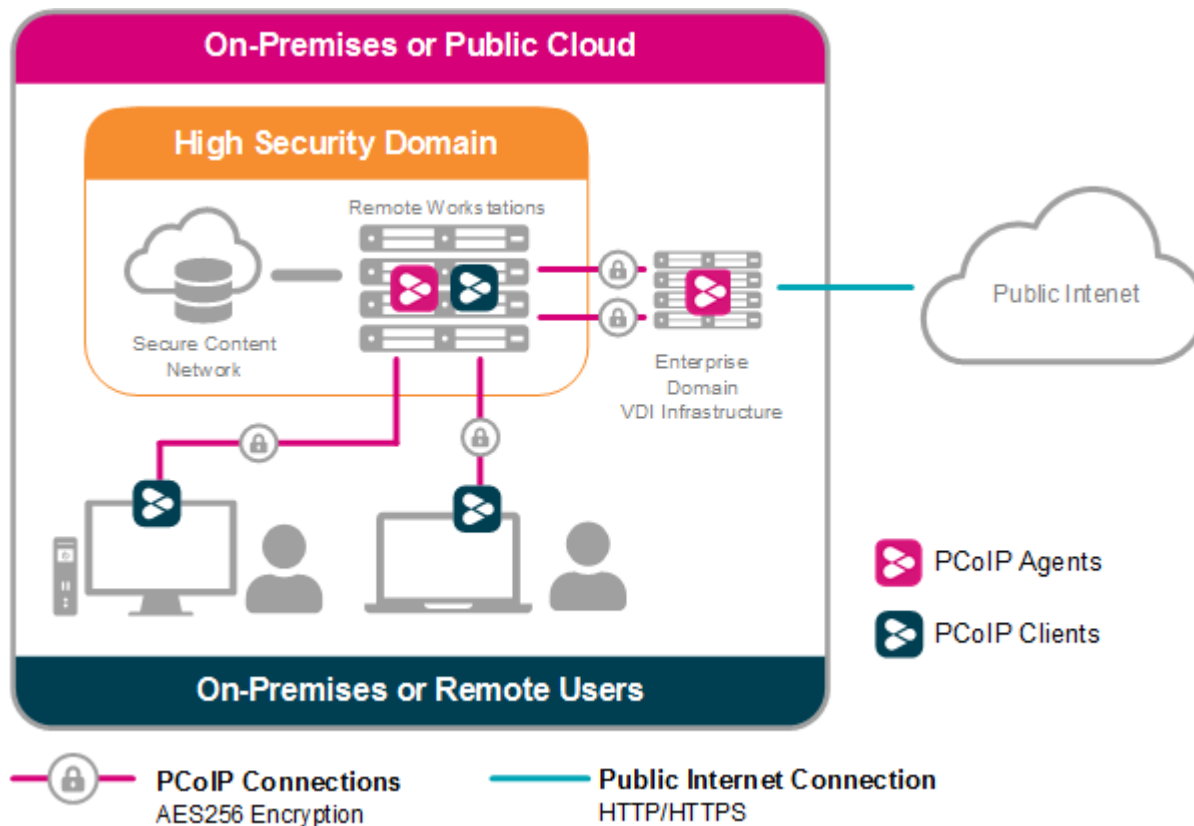 On-Premises or Public Cloud
High Security Domain
Remote Workstations
Secure Content
Network
Enterprise
Domain
VDI Infrastructure
Public Intenet
PCoIP Agents
PCoIP Clients
On-Premises or Remote Users
PCoIP Connections
AES256 Encryption
Public Internet Connection
HTTP/HTTPS